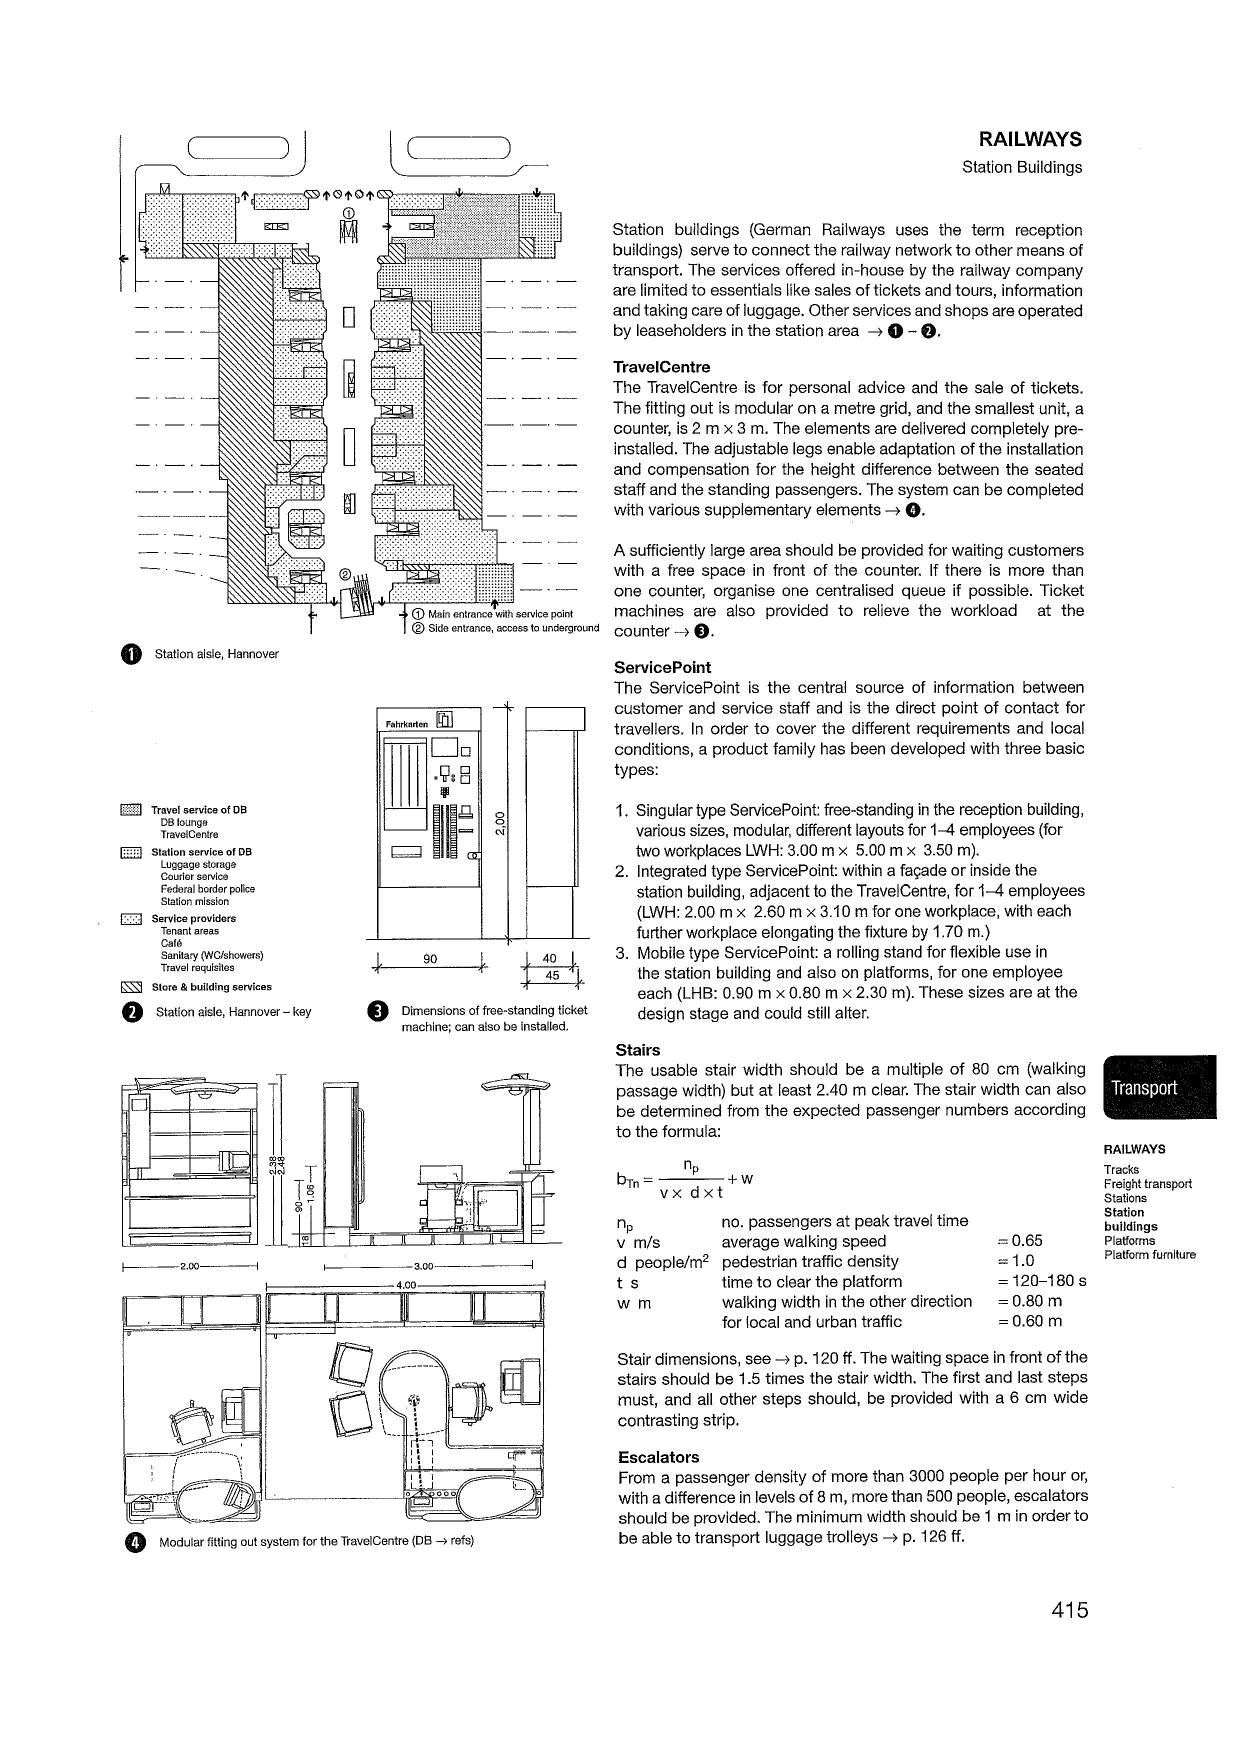 RAILWAYS
Station Buildings
M
①
②
① Main entrance with service point
② Side entrance, access to underground
❶ Station aisle, Hannover
Travel service of DB
DB lounge
TravelCentre
Station service of DB
Luggage storage
Courier service
Federal border police
Station mission
Service providers
Tenant areas
Café
Sanitary (WC/showers)
Travel requisites
Store & building services
❷ Station aisle, Hannover – key
Fahrkarten
2,00
90
40
45
❸ Dimensions of free-standing ticket
machine; can also be installed.
2.38
2.48
90
1.06
18
2.00
3.00
4.00
❹ Modular fitting out system for the TravelCentre (DB → refs)
Station buildings (German Railways uses the term reception
buildings) serve to connect the railway network to other means of
transport. The services offered in-house by the railway company
are limited to essentials like sales of tickets and tours, information
and taking care of luggage. Other services and shops are operated
by leaseholders in the station area → ❶ – ❷.
TravelCentre
The TravelCentre is for personal advice and the sale of tickets.
The fitting out is modular on a metre grid, and the smallest unit, a
counter, is 2 m × 3 m. The elements are delivered completely pre-
installed. The adjustable legs enable adaptation of the installation
and compensation for the height difference between the seated
staff and the standing passengers. The system can be completed
with various supplementary elements → ❹.
A sufficiently large area should be provided for waiting customers
with a free space in front of the counter. If there is more than
one counter, organise one centralised queue if possible. Ticket
machines are also provided to relieve the workload at the
counter → ❸.
ServicePoint
The ServicePoint is the central source of information between
customer and service staff and is the direct point of contact for
travellers. In order to cover the different requirements and local
conditions, a product family has been developed with three basic
types:
1. Singular type ServicePoint: free-standing in the reception building,
various sizes, modular, different layouts for 1–4 employees (for
two workplaces LWH: 3.00 m × 5.00 m × 3.50 m).
2. Integrated type ServicePoint: within a façade or inside the
station building, adjacent to the TravelCentre, for 1–4 employees
(LWH: 2.00 m × 2.60 m × 3.10 m for one workplace, with each
further workplace elongating the fixture by 1.70 m.)
3. Mobile type ServicePoint: a rolling stand for flexible use in
the station building and also on platforms, for one employee
each (LHB: 0.90 m × 0.80 m × 2.30 m). These sizes are at the
design stage and could still alter.
Stairs
The usable stair width should be a multiple of 80 cm (walking
passage width) but at least 2.40 m clear. The stair width can also
be determined from the expected passenger numbers according
to the formula:
n_p
b_Tn = ——— + w
v × d × t
n_p no. passengers at peak travel time
v m/s average walking speed = 0.65
d people/m² pedestrian traffic density = 1.0
t s time to clear the platform = 120–180 s
w m walking width in the other direction = 0.80 m
for local and urban traffic = 0.60 m
Stair dimensions, see → p. 120 ff. The waiting space in front of the
stairs should be 1.5 times the stair width. The first and last steps
must, and all other steps should, be provided with a 6 cm wide
contrasting strip.
Escalators
From a passenger density of more than 3000 people per hour or,
with a difference in levels of 8 m, more than 500 people, escalators
should be provided. The minimum width should be 1 m in order to
be able to transport luggage trolleys → p. 126 ff.
Transport
RAILWAYS
Tracks
Freight transport
Stations
Station
buildings
Platforms
Platform furniture
415